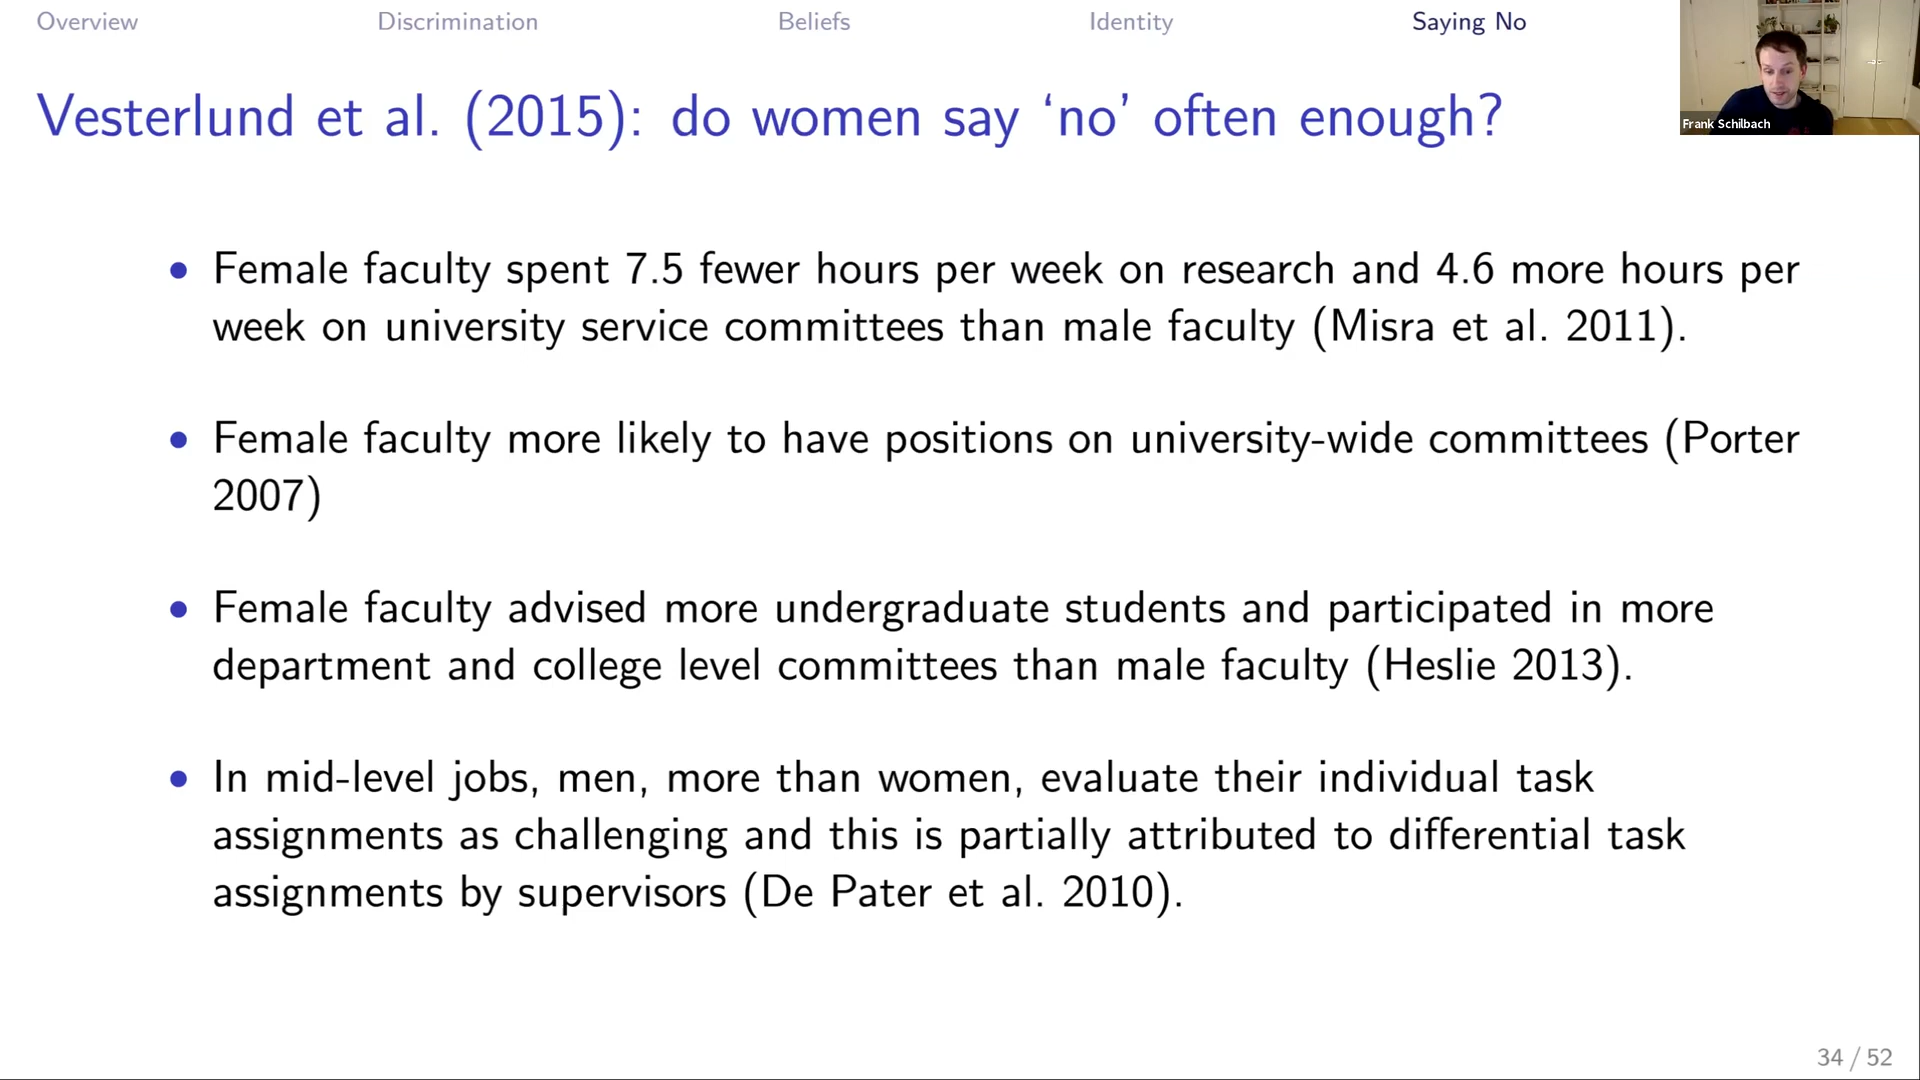 Overview Discrimination Beliefs Identity Saying No
Frank Schilbach
Vesterlund et al. (2015): do women say ‘no’ often enough?
• Female faculty spent 7.5 fewer hours per week on research and 4.6 more hours per
week on university service committees than male faculty (Misra et al. 2011).
• Female faculty more likely to have positions on university-wide committees (Porter
2007)
• Female faculty advised more undergraduate students and participated in more
department and college level committees than male faculty (Heslie 2013).
• In mid-level jobs, men, more than women, evaluate their individual task
assignments as challenging and this is partially attributed to differential task
assignments by supervisors (De Pater et al. 2010).
34 / 52